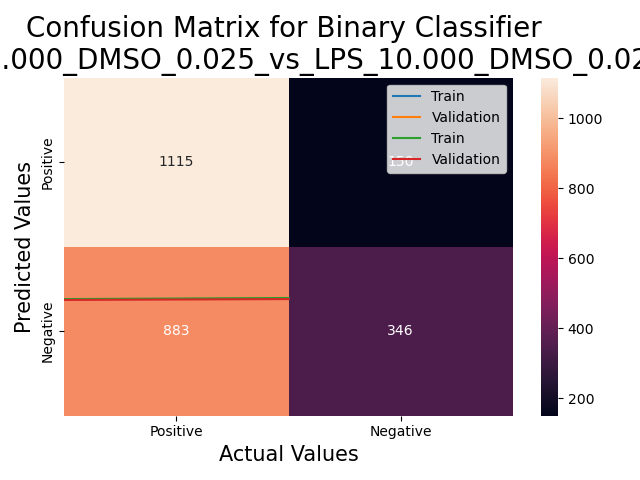 Confusion Matrix for Binary Classifier
.000_DMSO_0.025_vs_LPS_10.000_DMSO_0.02
Train
Validation
Train
Validation
Predicted Values
Positive
Negative
1115
883
346
Positive
Negative
Actual Values
1000
800
600
400
200